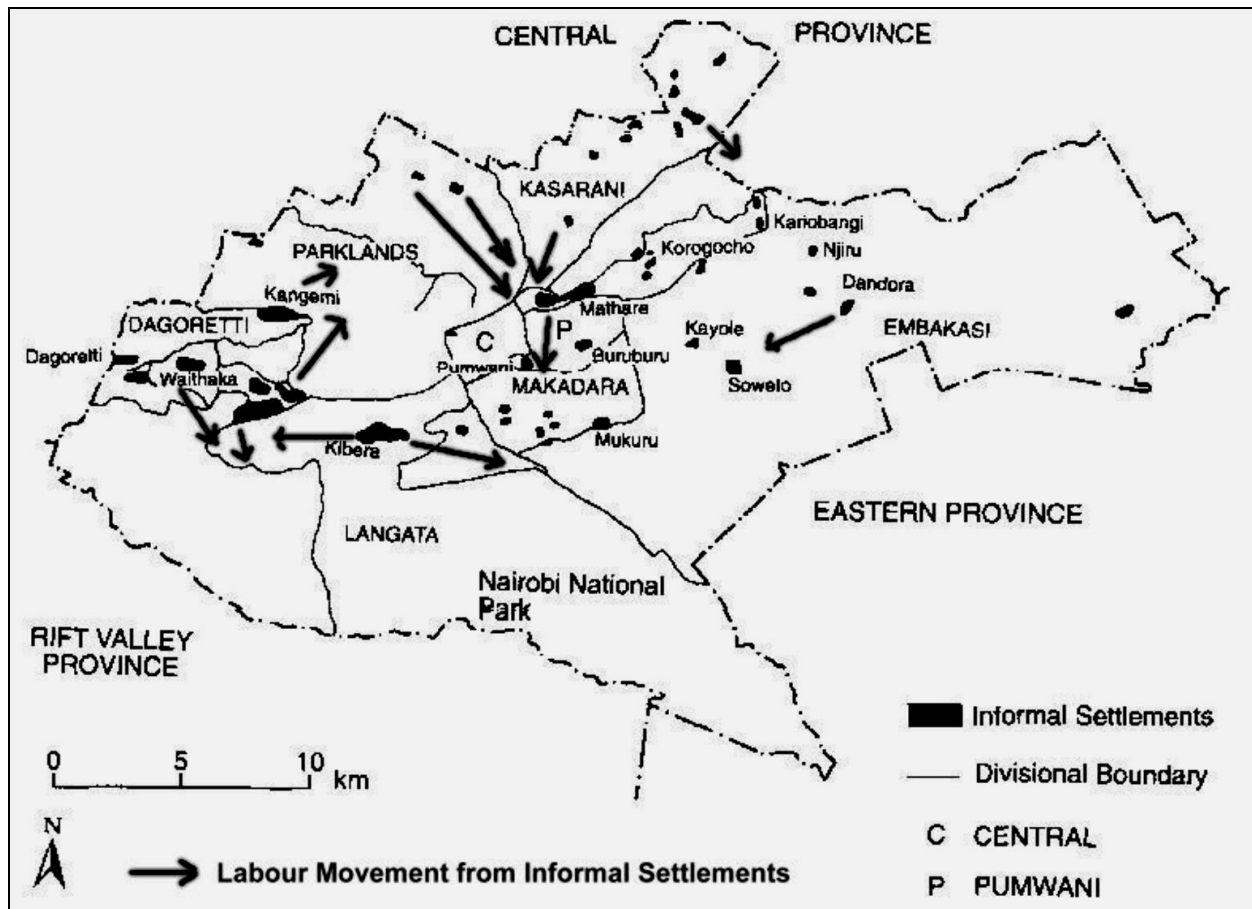 CENTRAL PROVINCE
KASARANI
PARKLANDS
Kariobangi
Korogocho
Njiru
Kangemi
Mathare
Dandora
DAGORETTI
C
P
Kayole
EMBAKASI
Dagoretti
Pumwani
Buruburu
Waithaka
MAKADARA
Sowelo
Mukuru
Kibera
LANGATA
EASTERN PROVINCE
Nairobi National
Park
RIFT VALLEY
PROVINCE
Informal Settlements
0 5 10
km
Divisional Boundary
N
C CENTRAL
Labour Movement from Informal Settlements
P PUMWANI